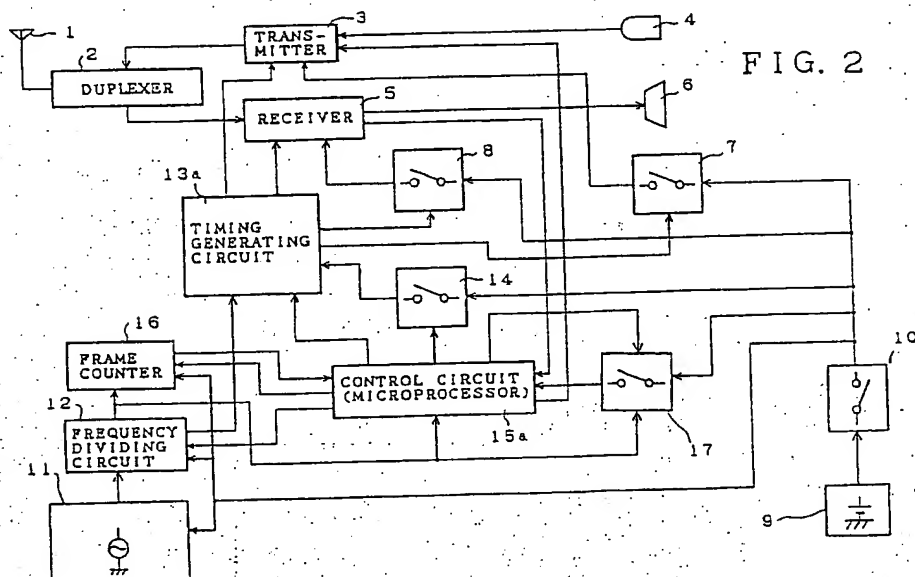 1
3
TRANS-
MITTER
4
2
DUPLEXER
FIG. 2
5
RECEIVER
6
8
7
13a
TIMING
GENERATING
CIRCUIT
14
16
FRAME
COUNTER
10
CONTROL CIRCUIT
(MICROPROCESSOR)
15a
17
12
FREQUENCY
DIVIDING
CIRCUIT
11
9